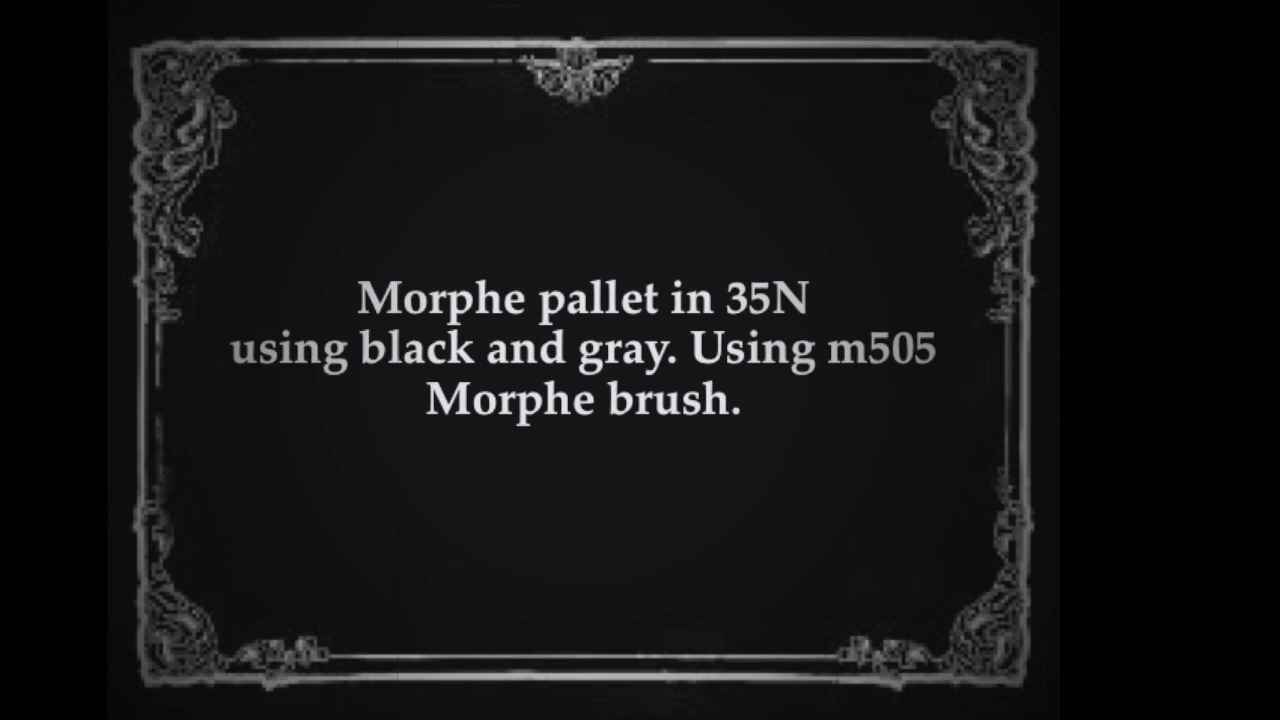 Morphe pallet in 35N
using black and gray. Using m505
Morphe brush.